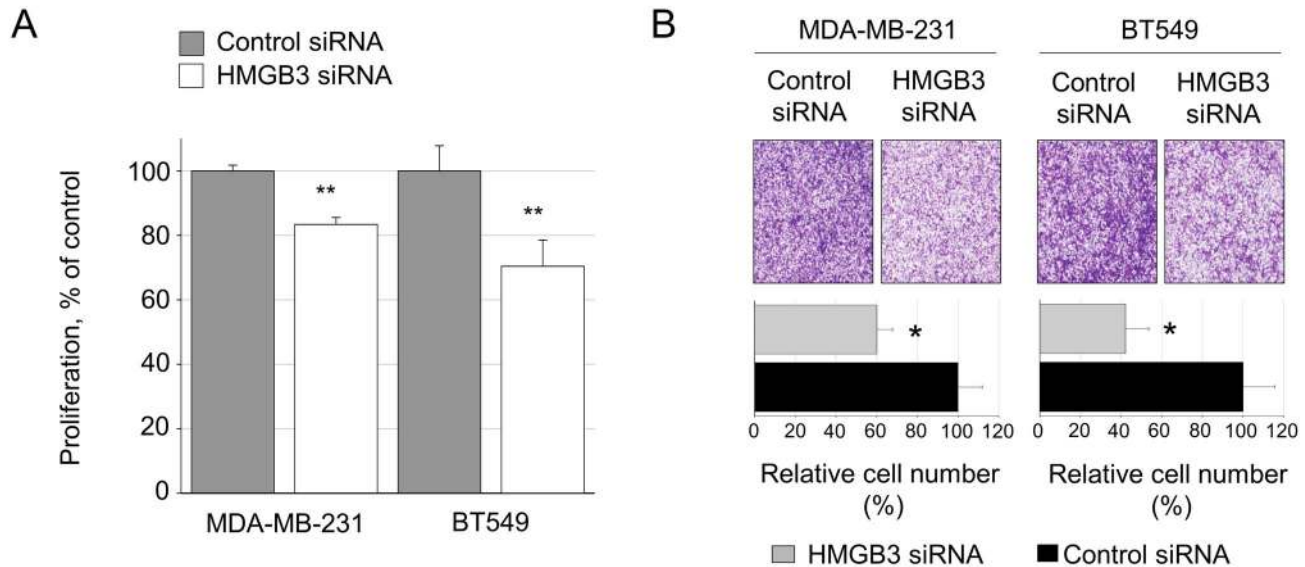 A
Control siRNA
HMGB3 siRNA
Proliferation, % of control
100
80
60
40
20
0
**
**
MDA-MB-231
BT549
B
MDA-MB-231
BT549
Control siRNA
HMGB3 siRNA
Control siRNA
HMGB3 siRNA
*
*
0 20 40 60 80 100 120
0 20 40 60 80 100 120
Relative cell number
(%)
Relative cell number
(%)
HMGB3 siRNA
Control siRNA